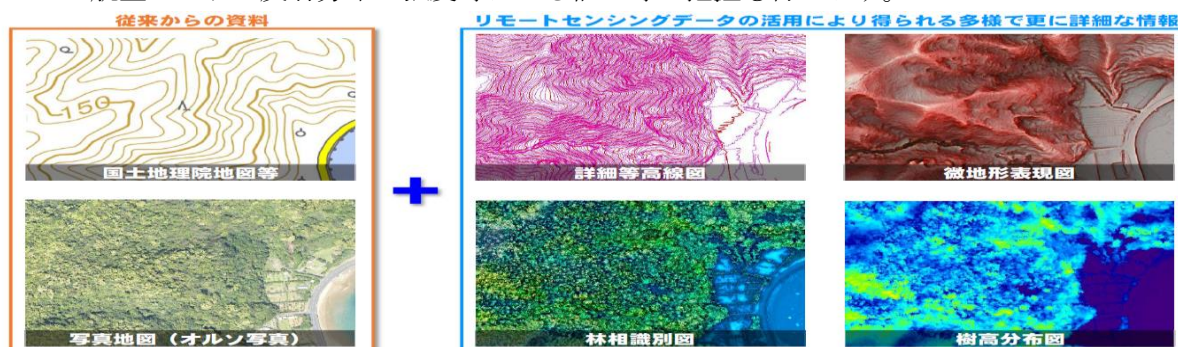 従来からの資料
リモートセンシングデータの活用により得られる多様で更に詳細な情報
150
国土地理院地図等
詳細等高線図
微地形表現図
写真地図（オルソ写真）
林相識別図
樹高分布図